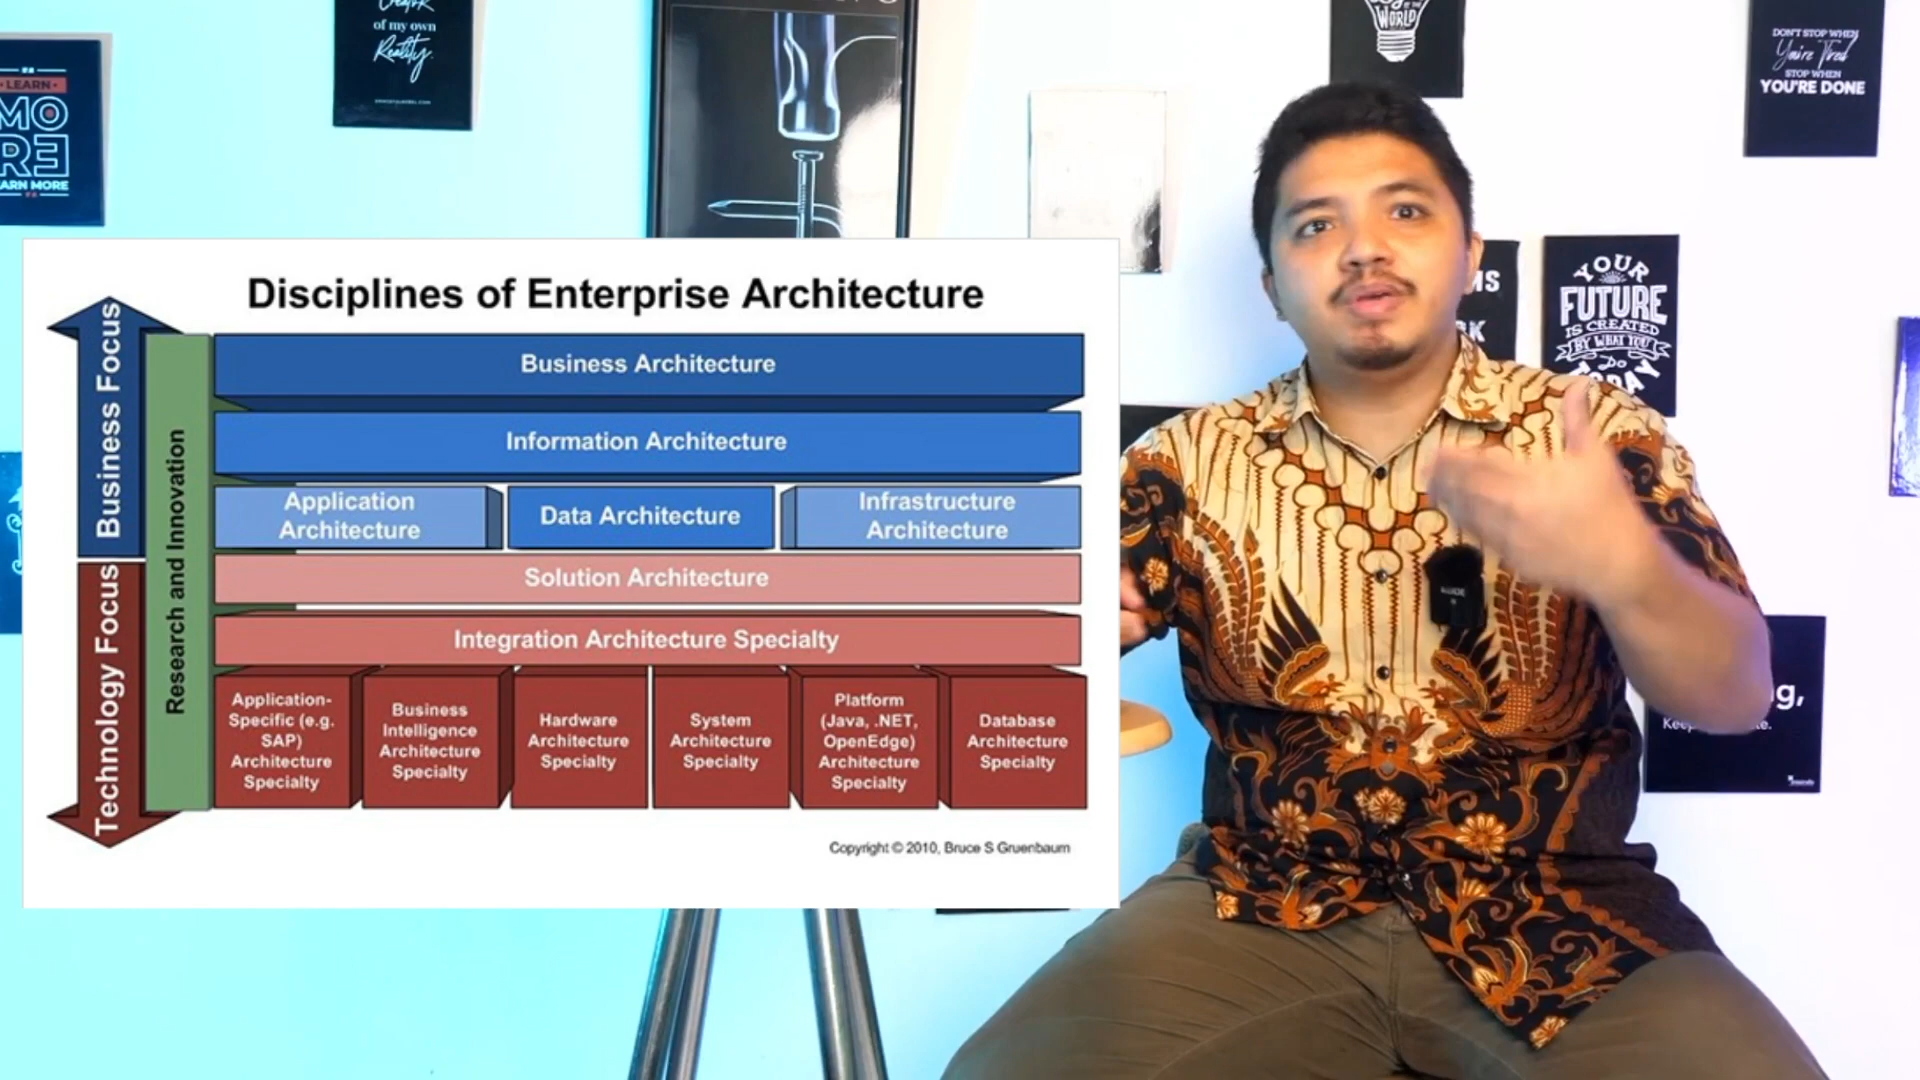 Creator
of my own
Reality.
WORLD
DON'T STOP WHEN
You're Tired
STOP WHEN
YOU'RE DONE
LEARN
MO
RE
ARN MORE
YOUR
FUTURE
IS CREATED
BY WHAT YOU
Do
TODAY
Disciplines of Enterprise Architecture
Business Focus
Technology Focus
Research and Innovation
Business Architecture
Information Architecture
Application
Architecture
Data Architecture
Infrastructure
Architecture
Solution Architecture
Integration Architecture Specialty
Application-
Specific (e.g.
SAP)
Architecture
Specialty
Business
Intelligence
Architecture
Specialty
Hardware
Architecture
Specialty
System
Architecture
Specialty
Platform
(Java, .NET,
OpenEdge)
Architecture
Specialty
Database
Architecture
Specialty
Copyright © 2010, Bruce S Gruenbaum